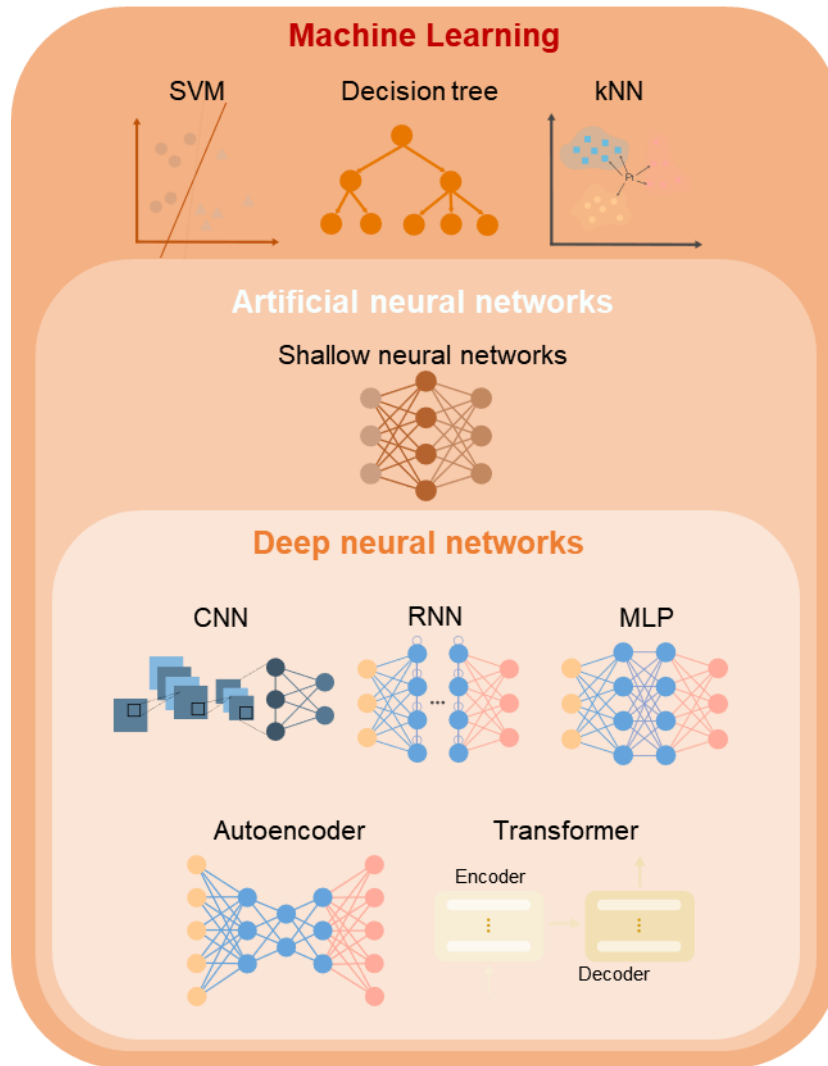 Machine Learning
SVM
Decision tree
kNN
Pi
Artificial neural networks
Shallow neural networks
Deep neural networks
CNN
RNN
MLP
...
Autoencoder
Transformer
Encoder
Decoder